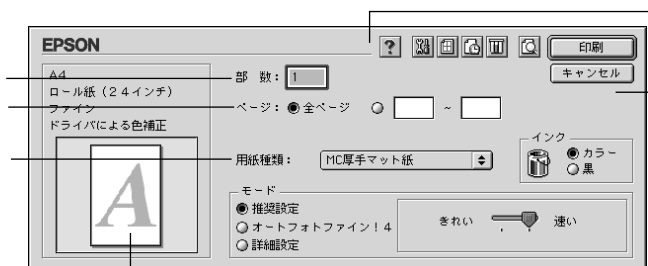 EPSON
?
印刷
キャンセル
A4
ロール紙(24インチ)
ファイン
ドライバによる色補正
A
部 数: 1
ページ: 全ページ ~
用紙種類: MC厚手マット紙
インク
カラー
黒
モード
推奨設定
オートフォトファイン!4
詳細設定
きれい 速い